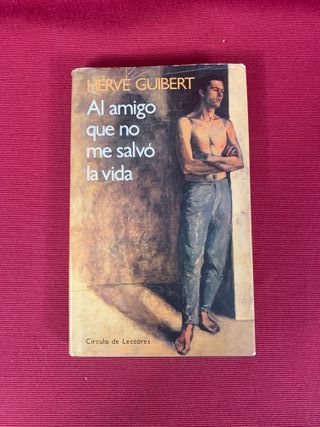 HERVÉ GUIBERT
Al amigo
que no
me salvó
la vida
Círculo de Lectores